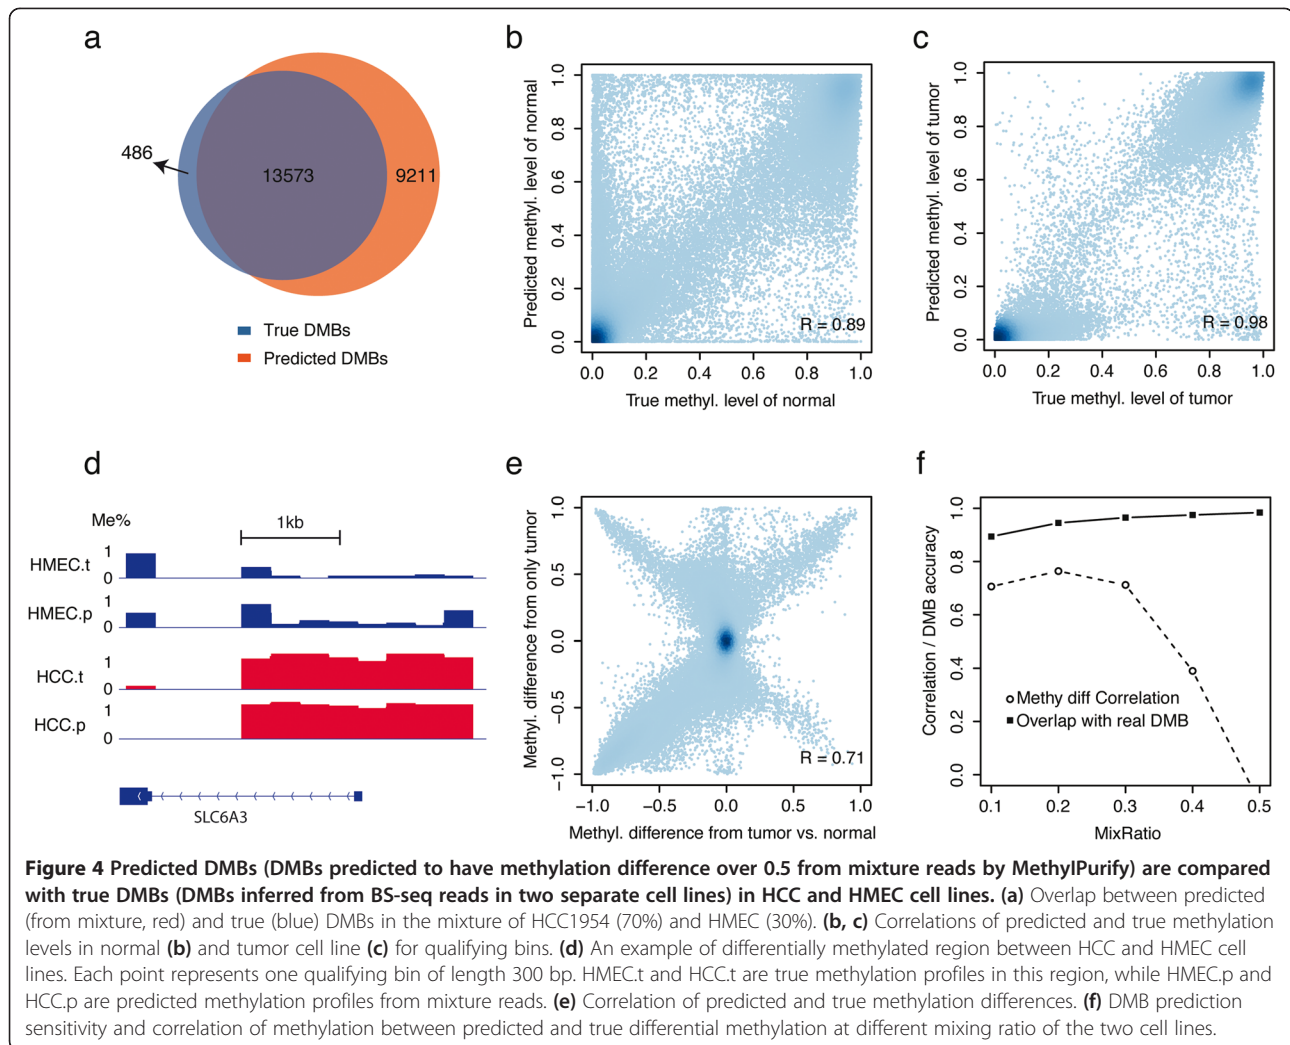 a
486
13573
9211
True DMBs
Predicted DMBs
b
Predicted methyl. level of normal
1.0
0.8
0.6
0.4
0.2
0.0
R = 0.89
0.0 0.2 0.4 0.6 0.8 1.0
True methyl. level of normal
c
Predicted methyl. level of tumor
1.0
0.8
0.6
0.4
0.2
0.0
R = 0.98
0.0 0.2 0.4 0.6 0.8 1.0
True methyl. level of tumor
d
Me%
1kb
HMEC.t
1
0
HMEC.p
1
0
HCC.t
1
0
HCC.p
1
0
SLC6A3
e
Methyl. difference from only tumor
1.0
0.5
0.0
−0.5
−1.0
R = 0.71
−1.0 −0.5 0.0 0.5 1.0
Methyl. difference from tumor vs. normal
f
Correlation / DMB accuracy
1.0
0.8
0.6
0.4
0.2
0.0
Methy diff Correlation
Overlap with real DMB
0.1 0.2 0.3 0.4 0.5
MixRatio
Figure 4 Predicted DMBs (DMBs predicted to have methylation difference over 0.5 from mixture reads by MethylPurify) are compared
with true DMBs (DMBs inferred from BS-seq reads in two separate cell lines) in HCC and HMEC cell lines. (a) Overlap between predicted
(from mixture, red) and true (blue) DMBs in the mixture of HCC1954 (70%) and HMEC (30%). (b, c) Correlations of predicted and true methylation
levels in normal (b) and tumor cell line (c) for qualifying bins. (d) An example of differentially methylated region between HCC and HMEC cell
lines. Each point represents one qualifying bin of length 300 bp. HMEC.t and HCC.t are true methylation profiles in this region, while HMEC.p and
HCC.p are predicted methylation profiles from mixture reads. (e) Correlation of predicted and true methylation differences. (f) DMB prediction
sensitivity and correlation of methylation between predicted and true differential methylation at different mixing ratio of the two cell lines.